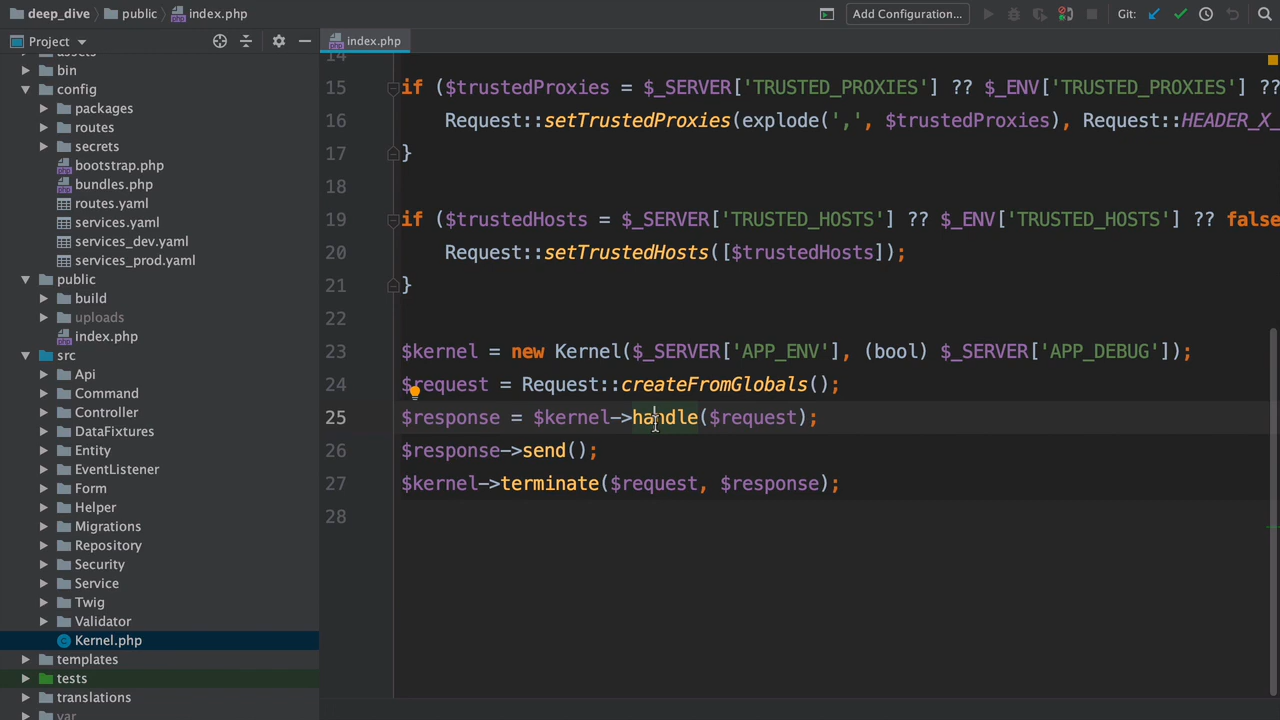 deep_dive public index.php Add Configuration... Git:
Project index.php
assets
bin
config
packages
routes
secrets
bootstrap.php
bundles.php
routes.yaml
services.yaml
services_dev.yaml
services_prod.yaml
public
build
uploads
index.php
src
Api
Command
Controller
DataFixtures
Entity
EventListener
Form
Helper
Migrations
Repository
Security
Service
Twig
Validator
Kernel.php
templates
tests
translations
var
14
15 if ($trustedProxies = $_SERVER['TRUSTED_PROXIES'] ?? $_ENV['TRUSTED_PROXIES'] ??
16 Request::setTrustedProxies(explode(',', $trustedProxies), Request::HEADER_X_
17 }
18
19 if ($trustedHosts = $_SERVER['TRUSTED_HOSTS'] ?? $_ENV['TRUSTED_HOSTS'] ?? false
20 Request::setTrustedHosts([$trustedHosts]);
21 }
22
23 $kernel = new Kernel($_SERVER['APP_ENV'], (bool) $_SERVER['APP_DEBUG']);
24 $request = Request::createFromGlobals();
25 $response = $kernel->handle($request);
26 $response->send();
27 $kernel->terminate($request, $response);
28